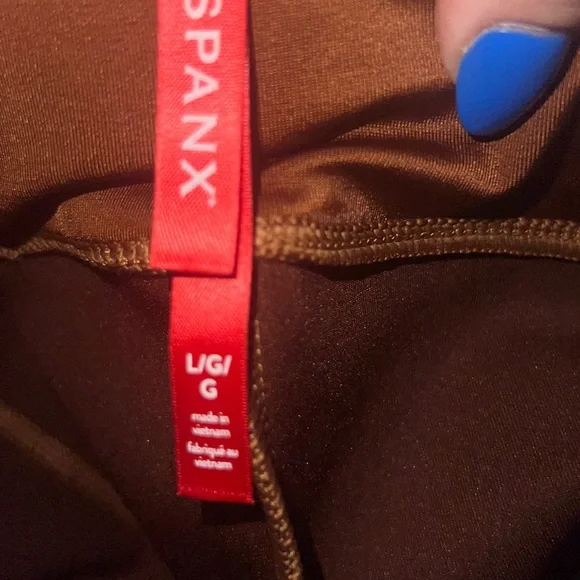 SPANX
L/G/
G
made in
vietnam
fabriqué au
vietnam